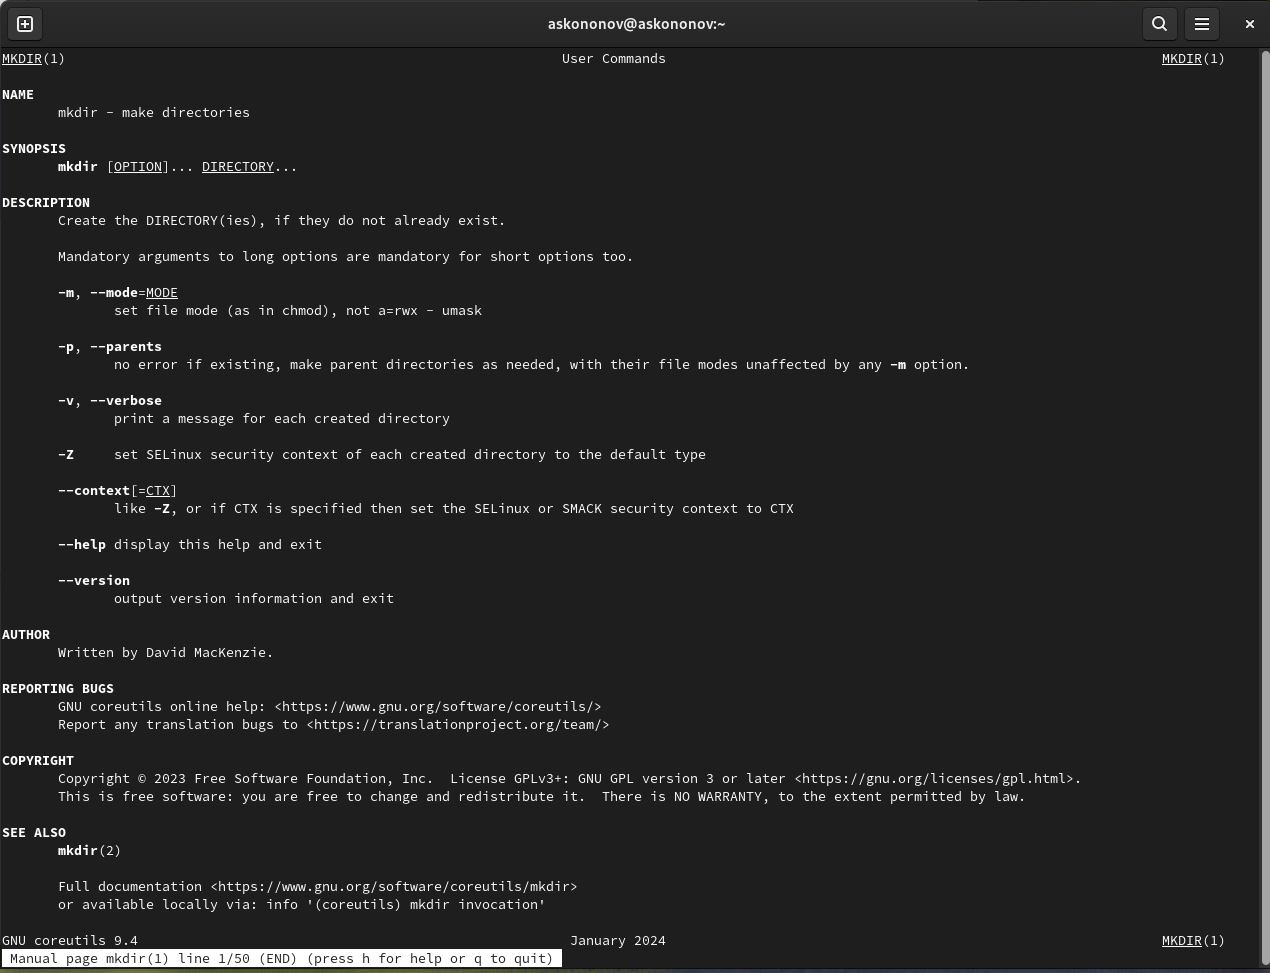 askononov@askononov:~
MKDIR(1) User Commands MKDIR(1)
NAME
mkdir - make directories
SYNOPSIS
mkdir [OPTION]... DIRECTORY...
DESCRIPTION
Create the DIRECTORY(ies), if they do not already exist.
Mandatory arguments to long options are mandatory for short options too.
-m, --mode=MODE
set file mode (as in chmod), not a=rwx - umask
-p, --parents
no error if existing, make parent directories as needed, with their file modes unaffected by any -m option.
-v, --verbose
print a message for each created directory
-Z set SELinux security context of each created directory to the default type
--context[=CTX]
like -Z, or if CTX is specified then set the SELinux or SMACK security context to CTX
--help display this help and exit
--version
output version information and exit
AUTHOR
Written by David MacKenzie.
REPORTING BUGS
GNU coreutils online help: <https://www.gnu.org/software/coreutils/>
Report any translation bugs to <https://translationproject.org/team/>
COPYRIGHT
Copyright © 2023 Free Software Foundation, Inc.  License GPLv3+: GNU GPL version 3 or later <https://gnu.org/licenses/gpl.html>.
This is free software: you are free to change and redistribute it.  There is NO WARRANTY, to the extent permitted by law.
SEE ALSO
mkdir(2)
Full documentation <https://www.gnu.org/software/coreutils/mkdir>
or available locally via: info '(coreutils) mkdir invocation'
GNU coreutils 9.4 January 2024 MKDIR(1)
Manual page mkdir(1) line 1/50 (END) (press h for help or q to quit)